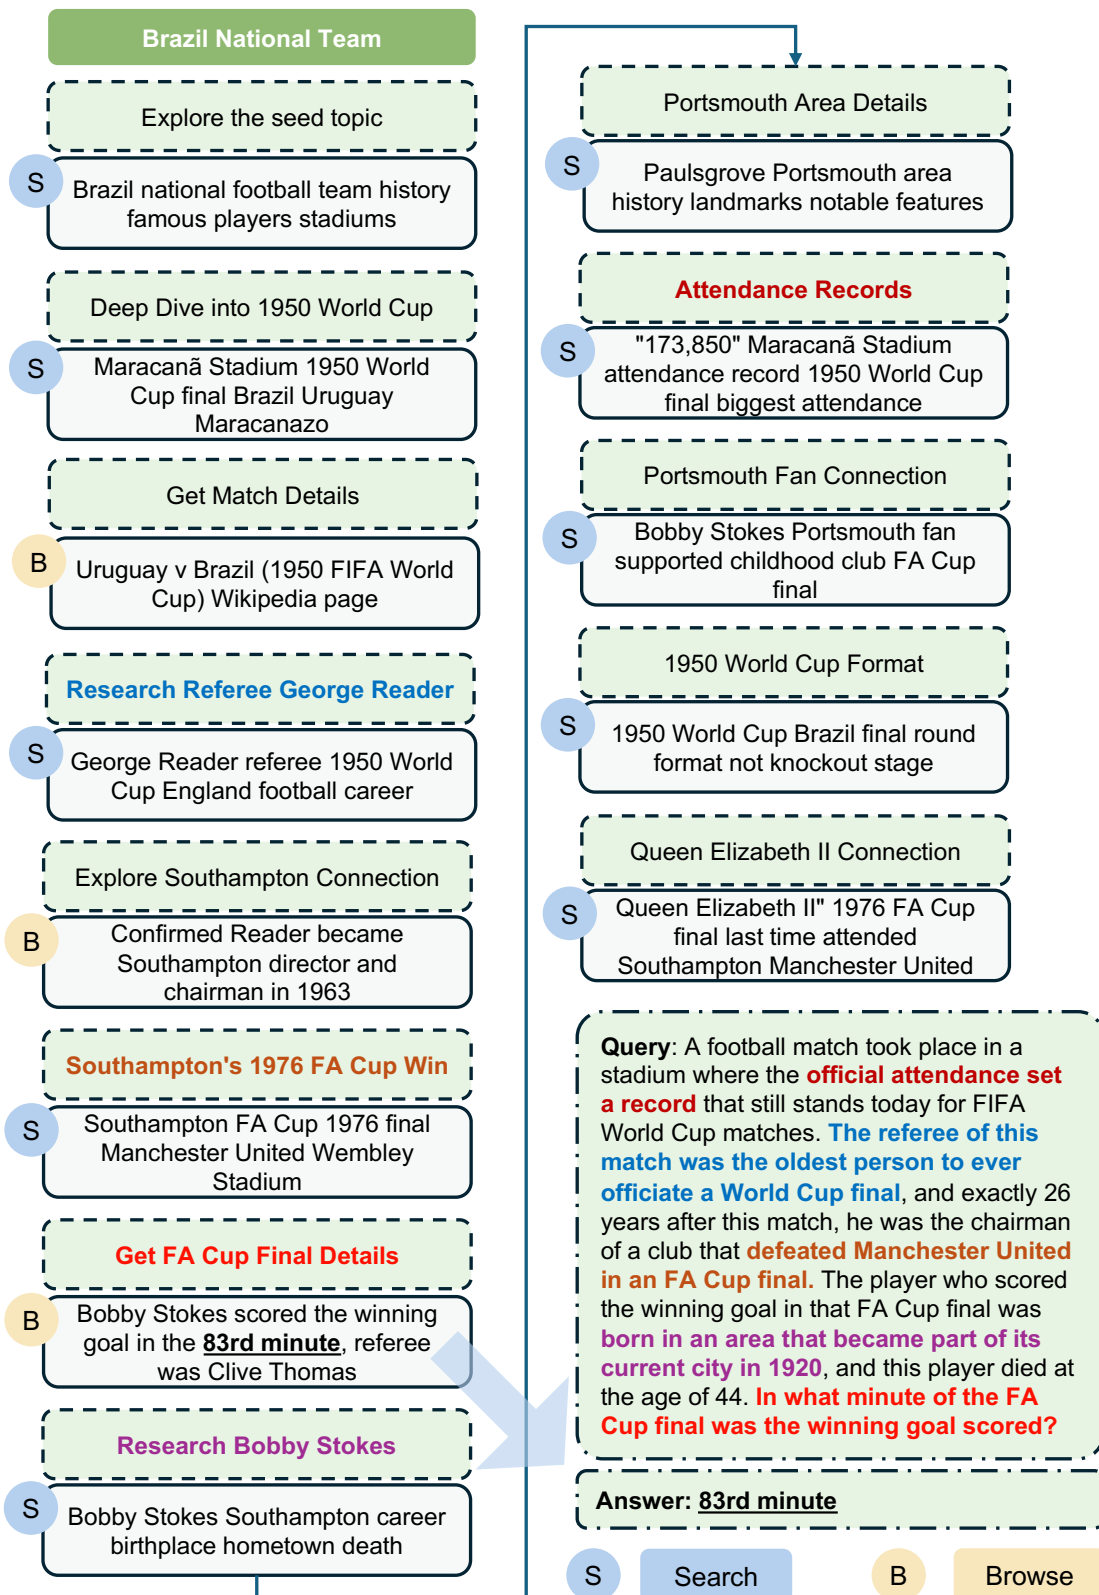 Brazil National Team
Explore the seed topic
S
Brazil national football team history
famous players stadiums
Deep Dive into 1950 World Cup
S
Maracanã Stadium 1950 World
Cup final Brazil Uruguay
Maracanazo
Get Match Details
B
Uruguay v Brazil (1950 FIFA World
Cup) Wikipedia page
Research Referee George Reader
S
George Reader referee 1950 World
Cup England football career
Explore Southampton Connection
B
Confirmed Reader became
Southampton director and
chairman in 1963
Southampton's 1976 FA Cup Win
S
Southampton FA Cup 1976 final
Manchester United Wembley
Stadium
Get FA Cup Final Details
B
Bobby Stokes scored the winning
goal in the 83rd minute, referee
was Clive Thomas
Research Bobby Stokes
S
Bobby Stokes Southampton career
birthplace hometown death
Portsmouth Area Details
S
Paulsgrove Portsmouth area
history landmarks notable features
Attendance Records
S
"173,850" Maracanã Stadium
attendance record 1950 World Cup
final biggest attendance
Portsmouth Fan Connection
S
Bobby Stokes Portsmouth fan
supported childhood club FA Cup
final
1950 World Cup Format
S
1950 World Cup Brazil final round
format not knockout stage
Queen Elizabeth II Connection
S
Queen Elizabeth II" 1976 FA Cup
final last time attended
Southampton Manchester United
Query: A football match took place in a
stadium where the official attendance set
a record that still stands today for FIFA
World Cup matches. The referee of this
match was the oldest person to ever
officiate a World Cup final, and exactly 26
years after this match, he was the chairman
of a club that defeated Manchester United
in an FA Cup final. The player who scored
the winning goal in that FA Cup final was
born in an area that became part of its
current city in 1920, and this player died at
the age of 44. In what minute of the FA
Cup final was the winning goal scored?
Answer: 83rd minute
S
Search
B
Browse